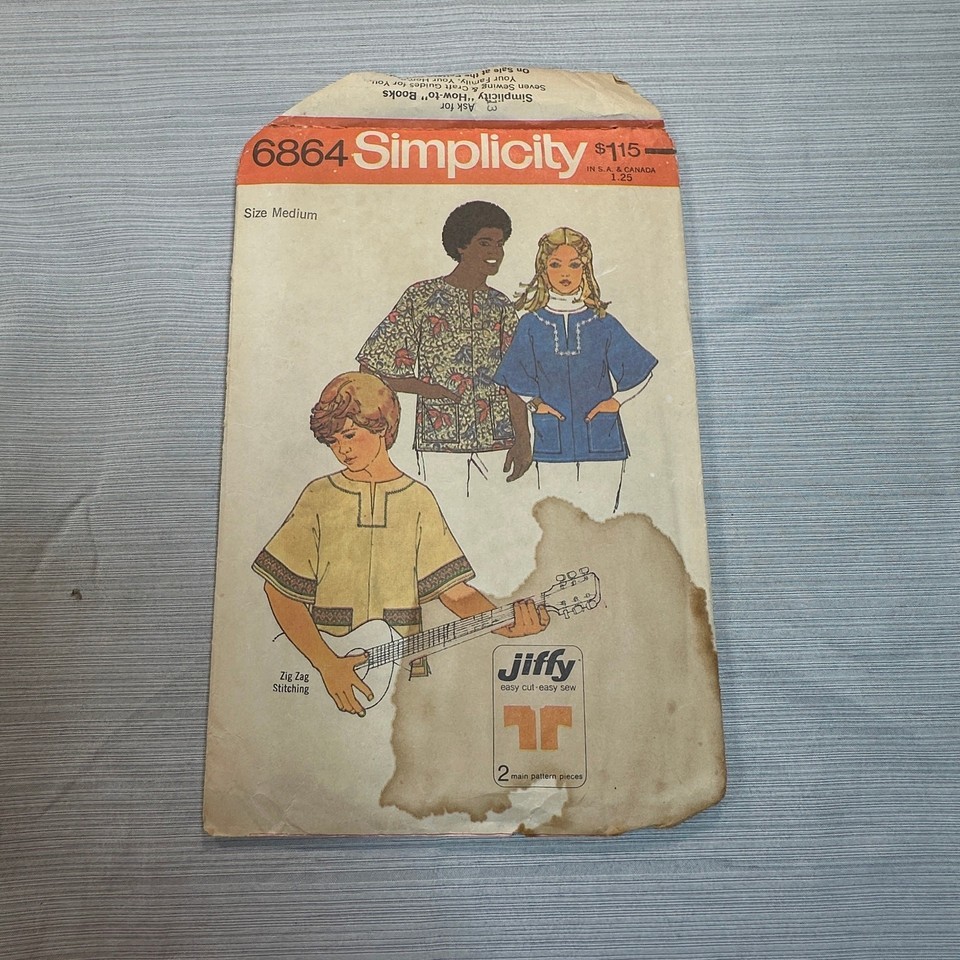 Ask for
Simplicity "How-to" Books
Seven Sewing & Craft Guides for You,
Your Family, Your Home
On Sale at the
6864 Simplicity $1.15
IN S.A. & CANADA
1.25
Size Medium
Zig Zag
Stitching
jiffy
easy cut-easy sew
2 main pattern pieces